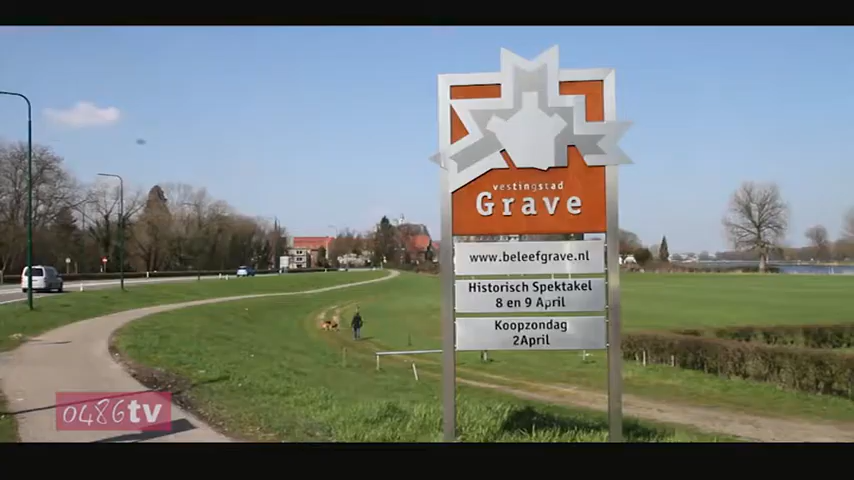 vestingstad
Grave
www.beleefgrave.nl
Historisch Spektakel
8 en 9 April
Koopzondag
2April
0486tv